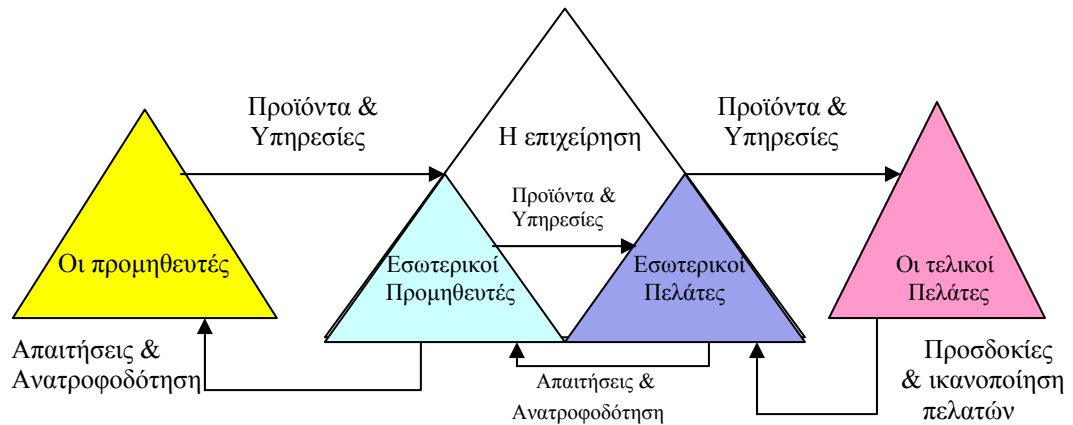 Προϊόντα &
Υπηρεσίες
Η επιχείρηση
Προϊόντα &
Υπηρεσίες
Προϊόντα &
Υπηρεσίες
Οι προμηθευτές
Εσωτερικοί
Προμηθευτές
Εσωτερικοί
Πελάτες
Οι τελικοί
Πελάτες
Απαιτήσεις &
Ανατροφοδότηση
Απαιτήσεις &
Ανατροφοδότηση
Προσδοκίες
& ικανοποίηση
πελατών